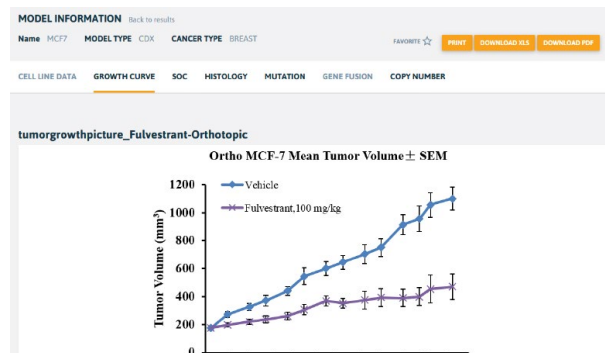 MODEL INFORMATION Back to results
Name MCF7 MODEL TYPE CDX CANCER TYPE BREAST
FAVORITE PRINT DOWNLOAD XLS DOWNLOAD PDF
CELL LINE DATA GROWTH CURVE SOC HISTOLOGY MUTATION GENE FUSION COPY NUMBER
tumorgrowthpicture_Fulvestrant-Orthotopic
Ortho MCF-7 Mean Tumor Volume ± SEM
Vehicle
Fulvestrant,100 mg/kg
Tumor Volume (mm³)
1200
1000
800
600
400
200
0